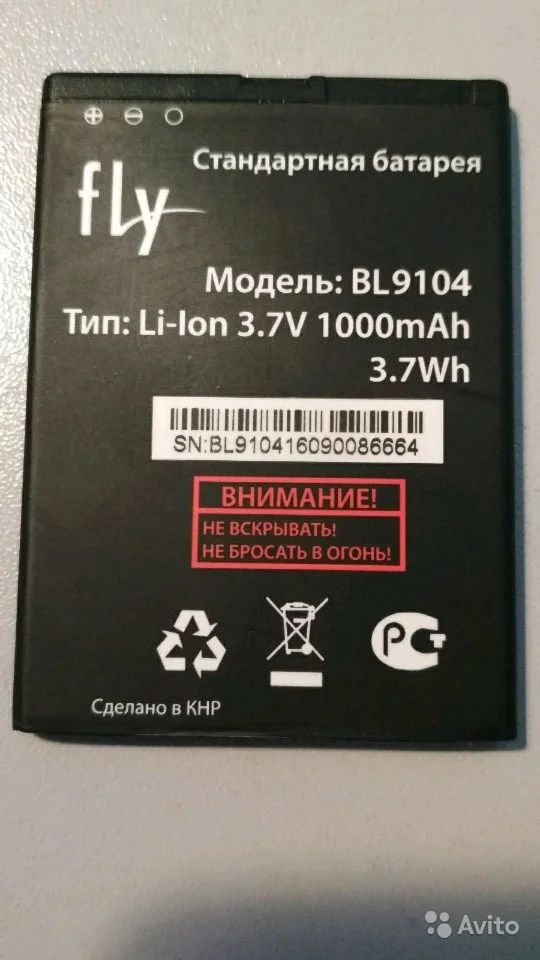 Стандартная батарея
fly
Модель: BL9104
Тип: Li-Ion 3.7V 1000mAh
3.7Wh
SN:BL910416090086664
ВНИМАНИЕ!
НЕ ВСКРЫВАТЬ!
НЕ БРОСАТЬ В ОГОНЬ!
РСТ
Сделано в КНР
Avito